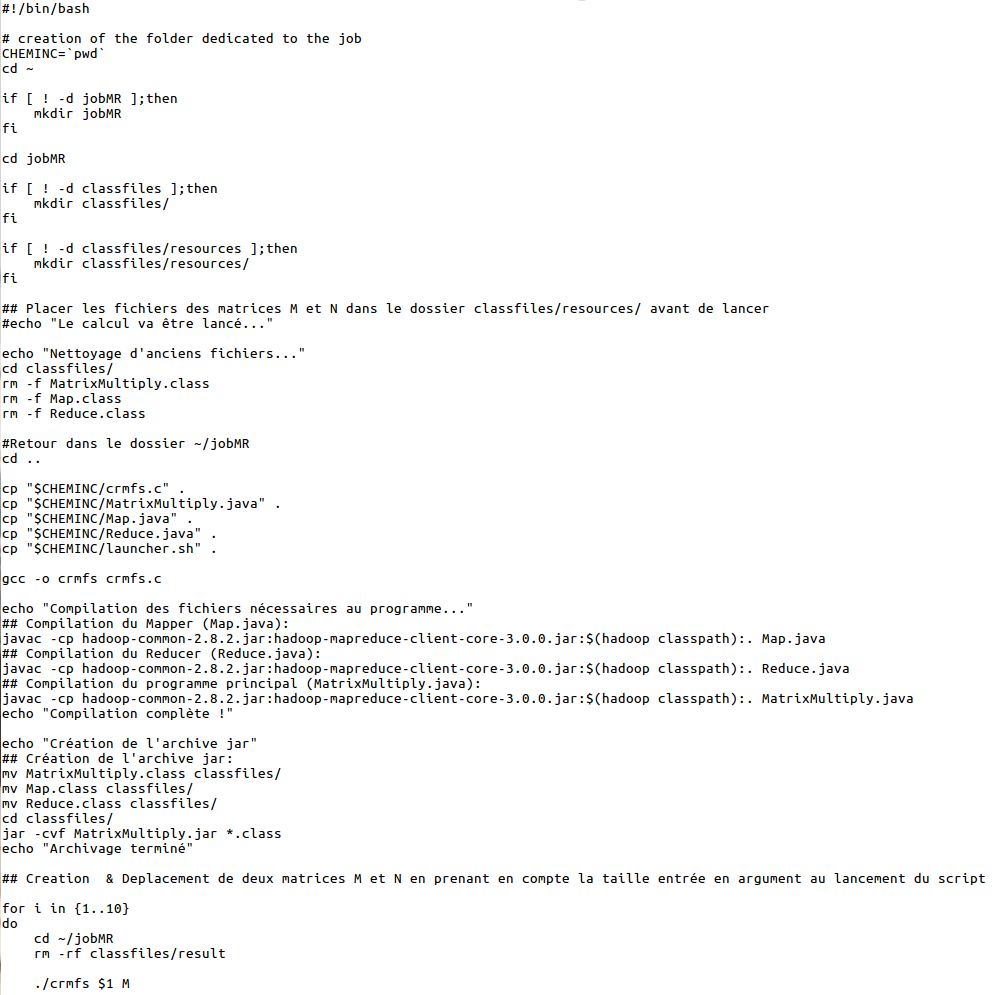 #!/bin/bash
# creation of the folder dedicated to the job
CHEMINC=`pwd`
cd ~
if [ ! -d jobMR ];then
    mkdir jobMR
fi
cd jobMR
if [ ! -d classfiles ];then
    mkdir classfiles/
fi
if [ ! -d classfiles/resources ];then
    mkdir classfiles/resources/
fi
## Placer les fichiers des matrices M et N dans le dossier classfiles/resources/ avant de lancer
#echo "Le calcul va être lancé..."
echo "Nettoyage d'anciens fichiers..."
cd classfiles/
rm -f MatrixMultiply.class
rm -f Map.class
rm -f Reduce.class
#Retour dans le dossier ~/jobMR
cd ..
cp "$CHEMINC/crmfs.c" .
cp "$CHEMINC/MatrixMultiply.java" .
cp "$CHEMINC/Map.java" .
cp "$CHEMINC/Reduce.java" .
cp "$CHEMINC/launcher.sh" .
gcc -o crmfs crmfs.c
echo "Compilation des fichiers nécessaires au programme..."
## Compilation du Mapper (Map.java):
javac -cp hadoop-common-2.8.2.jar:hadoop-mapreduce-client-core-3.0.0.jar:$(hadoop classpath):. Map.java
## Compilation du Reducer (Reduce.java):
javac -cp hadoop-common-2.8.2.jar:hadoop-mapreduce-client-core-3.0.0.jar:$(hadoop classpath):. Reduce.java
## Compilation du programme principal (MatrixMultiply.java):
javac -cp hadoop-common-2.8.2.jar:hadoop-mapreduce-client-core-3.0.0.jar:$(hadoop classpath):. MatrixMultiply.java
echo "Compilation complète !"
echo "Création de l'archive jar"
## Création de l'archive jar:
mv MatrixMultiply.class classfiles/
mv Map.class classfiles/
mv Reduce.class classfiles/
cd classfiles/
jar -cvf MatrixMultiply.jar *.class
echo "Archivage terminé"
## Creation  & Deplacement de deux matrices M et N en prenant en compte la taille entrée en argument au lancement du script
for i in {1..10}
do
    cd ~/jobMR
    rm -rf classfiles/result
    ./crmfs $1 M